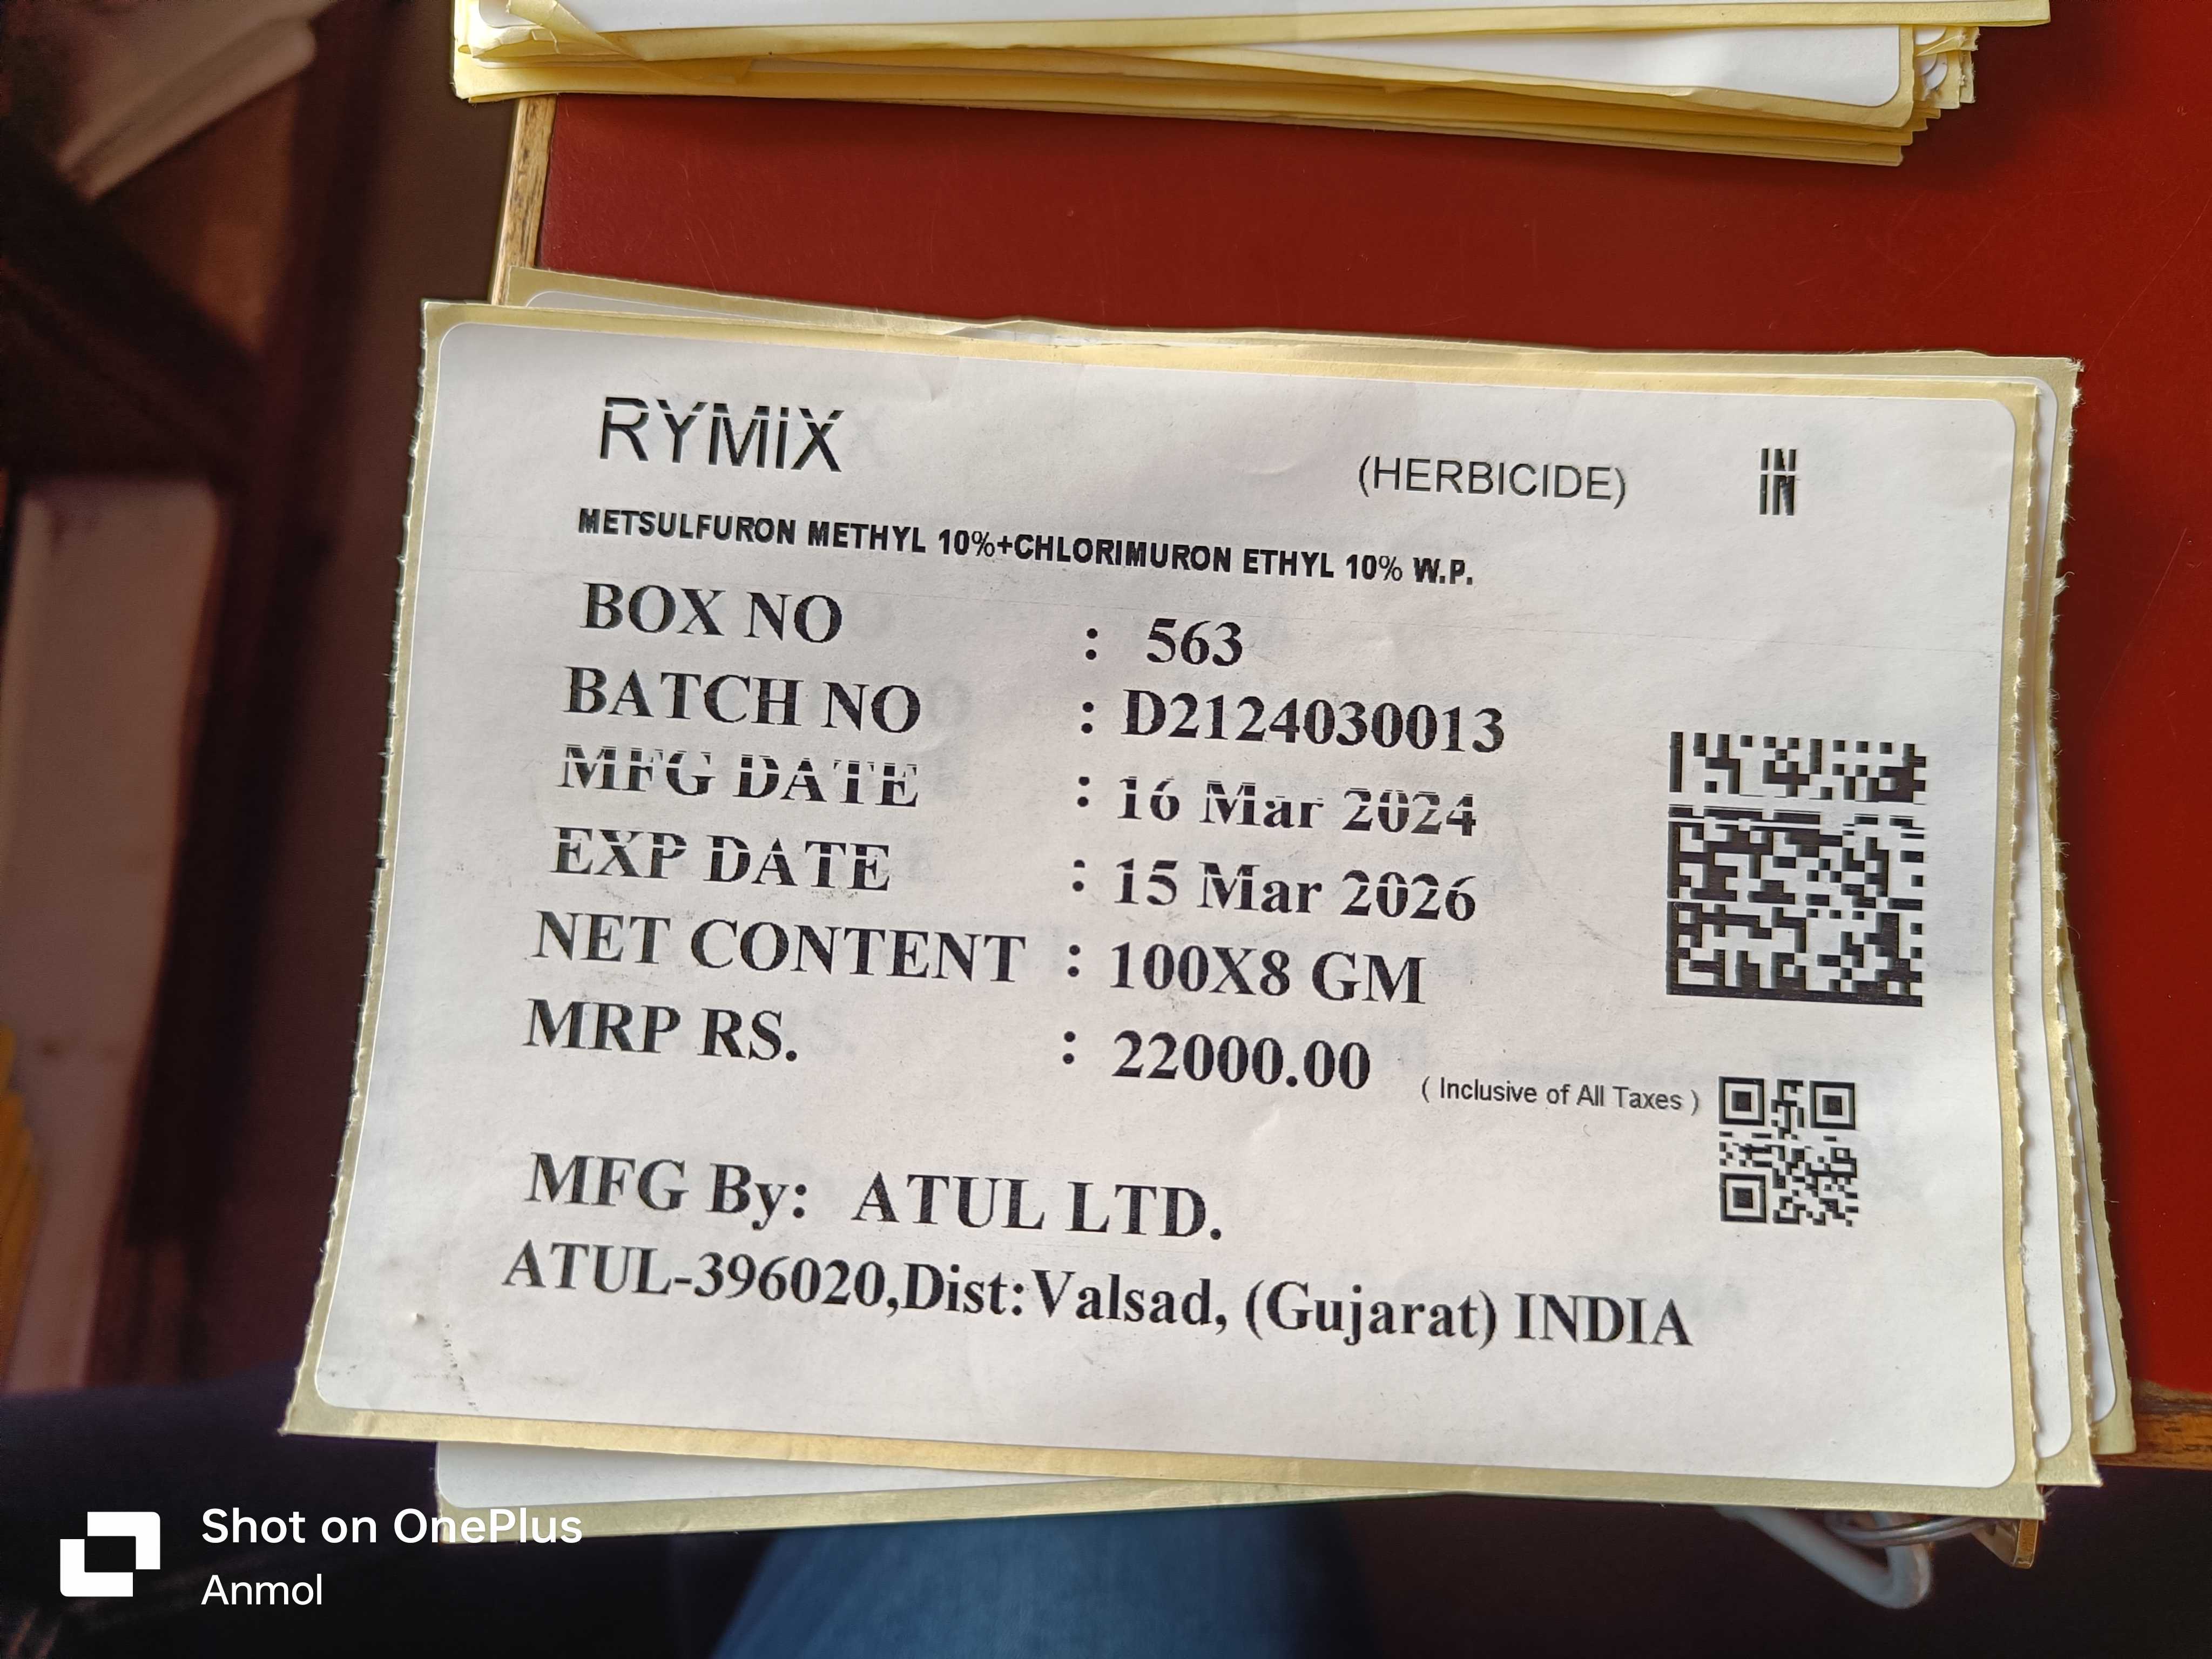 RYMiX
(HERBICIDE) IN
METSULFURON METHYL 10%+CHLORIMURON ETHYL 10% W.P.
BOX NO : 563
BATCH NO : D2124030013
MFG DATE : 16 Mar 2024
EXP DATE : 15 Mar 2026
NET CONTENT : 100X8 GM
MRP RS. : 22000.00 ( Inclusive of All Taxes )
MFG By: ATUL LTD.
ATUL-396020,Dist:Valsad, (Gujarat) INDIA
Shot on OnePlus
Anmol